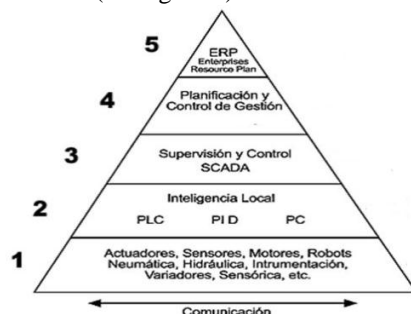 5
ERP
Enterprises
Resource Plan
4
Planificación y
Control de Gestión
3
Supervisión y Control
SCADA
2
Inteligencia Local
PLC PID PC
1
Actuadores, Sensores, Motores, Robots
Neumática, Hidráulica, Intrumentación,
Variadores, Sensórica, etc.
Comunicación